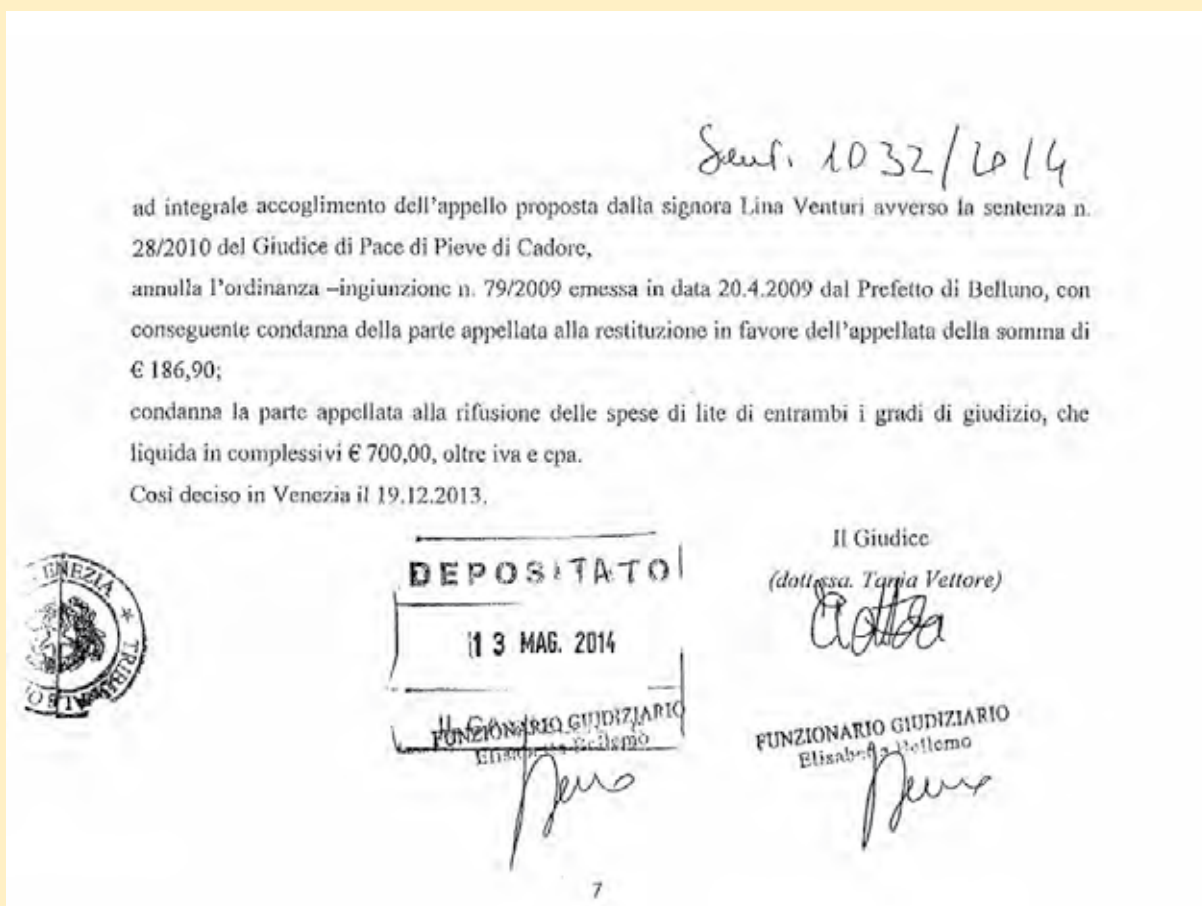 Sent. 1032/2014
ad integrale accoglimento dell'appello proposta dalla signora Lina Venturi avverso la sentenza n.
28/2010 del Giudice di Pace di Pieve di Cadore,
annulla l'ordinanza –ingiunzione n. 79/2009 emessa in data 20.4.2009 dal Prefetto di Belluno, con
conseguente condanna della parte appellata alla restituzione in favore dell'appellata della somma di
€ 186,90;
condanna la parte appellata alla rifusione delle spese di lite di entrambi i gradi di giudizio, che
liquida in complessivi € 700,00, oltre iva e cpa.
Così deciso in Venezia il 19.12.2013.
Il Giudice
(dott.ssa. Tania Vettore)
DEPOSITATO
13 MAG. 2014
FUNZIONARIO GIUDIZIARIO
Elisabetta Bellemo
FUNZIONARIO GIUDIZIARIO
Elisabetta Bellemo
VENEZIA * TRIBU
7